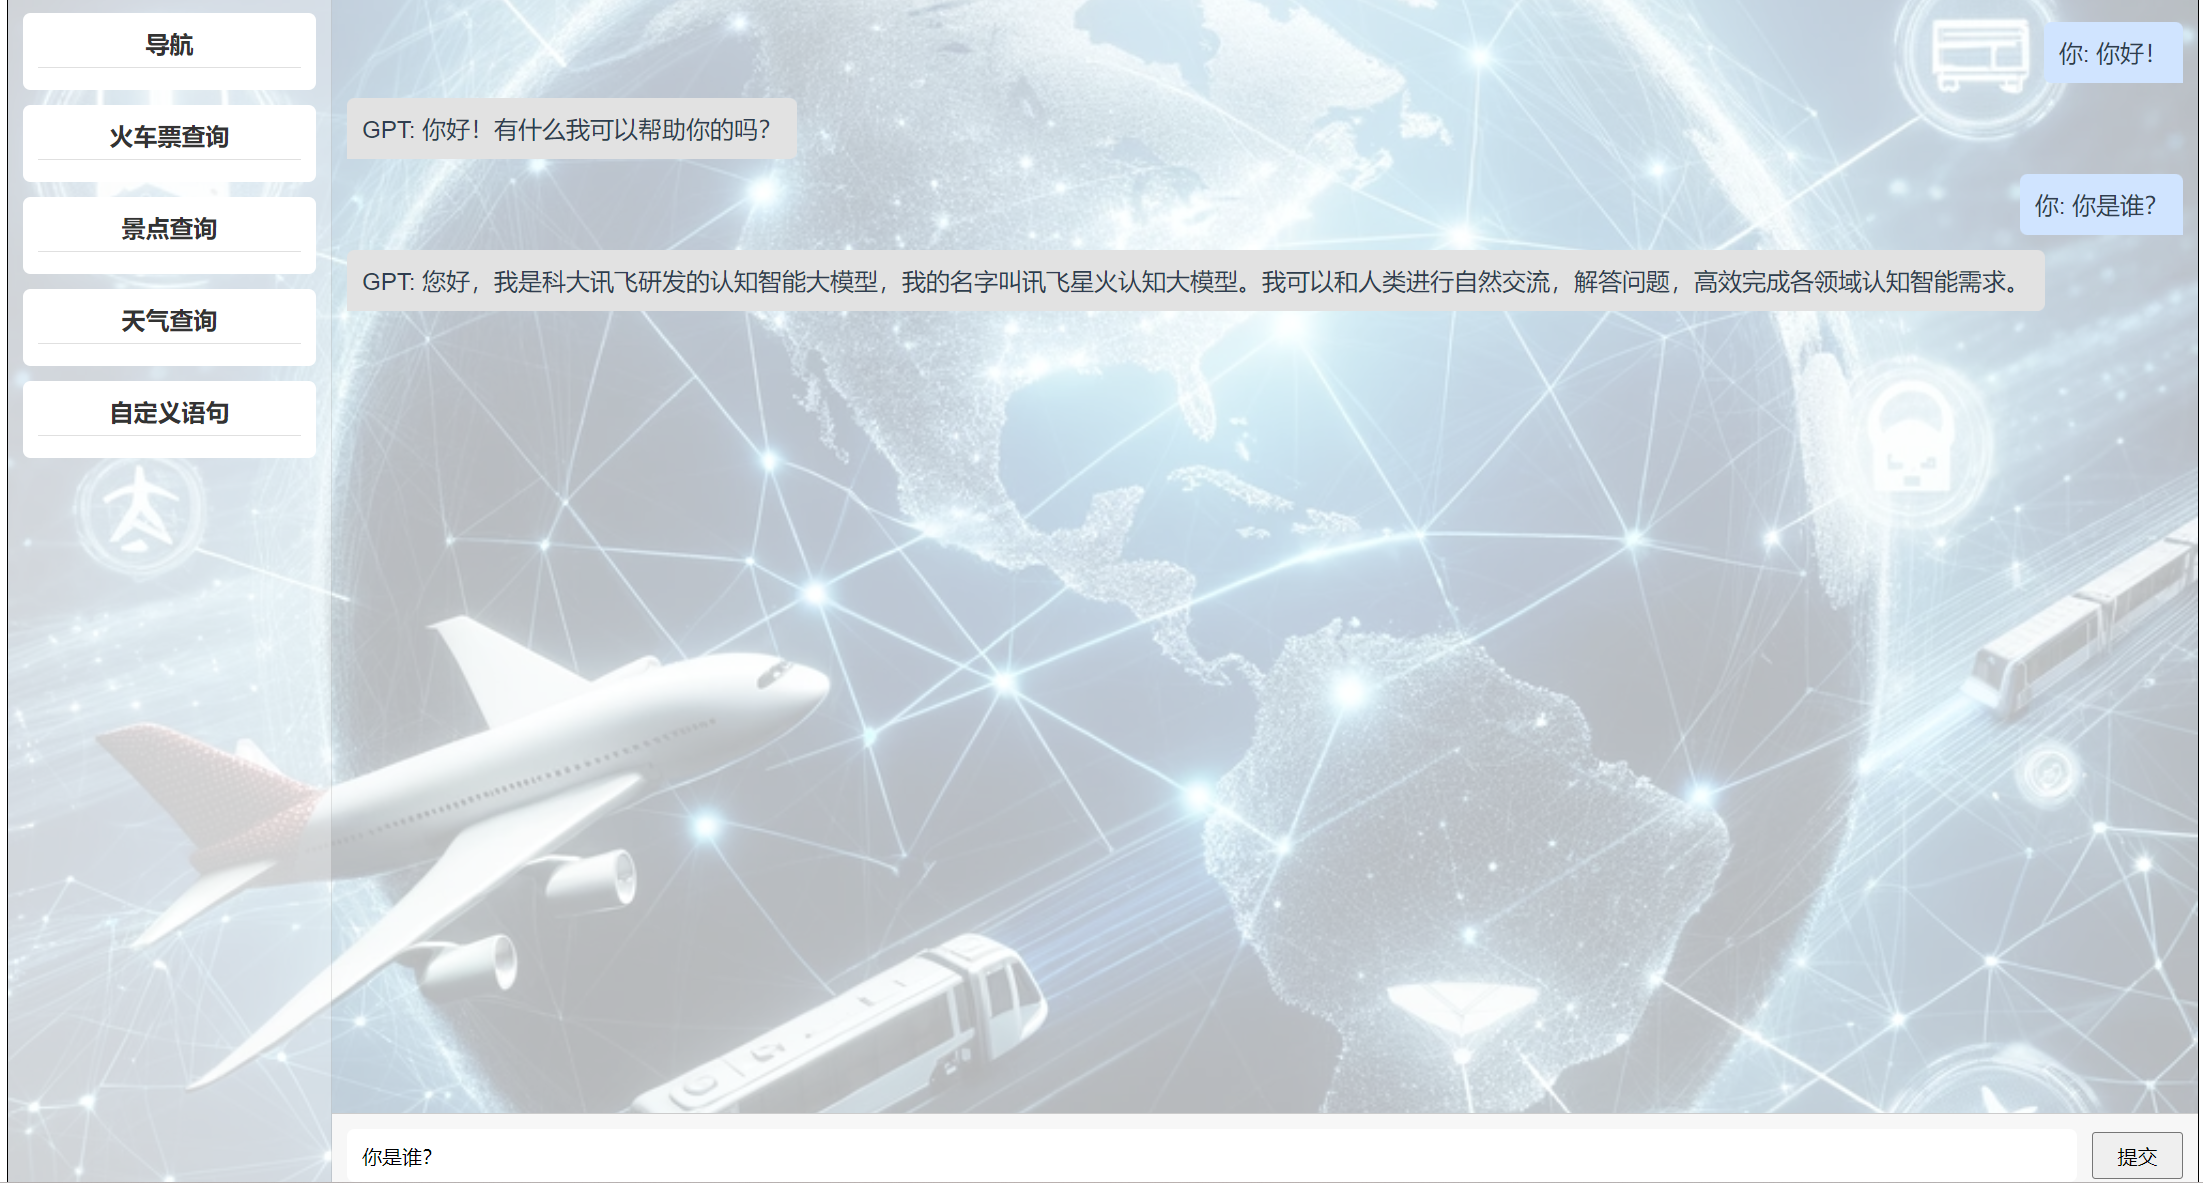 导航
火车票查询
景点查询
天气查询
自定义语句
你: 你好！
GPT: 你好！有什么我可以帮助你的吗？
你: 你是谁？
GPT: 您好，我是科大讯飞研发的认知智能大模型，我的名字叫讯飞星火认知大模型。我可以和人类进行自然交流，解答问题，高效完成各领域认知智能需求。
你是谁？
提交